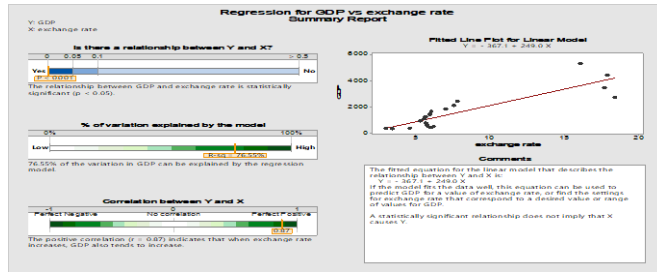 Regression for GDP vs exchange rate
Summary Report
Y: GDP
X: exchange rate
Is there a relationship between Y and X?
0 0.05 0.1 > 0.5
Yes No
P < 0.001
The relationship between GDP and exchange rate is statistically
significant (p < 0.05).
% of variation explained by the model
0% 100%
Low High
R-sq = 76.55%
76.55% of the variation in GDP can be explained by the regression
model.
Correlation between Y and X
-1 0 1
Perfect Negative No correlation Perfect Positive
0.87
The positive correlation (r = 0.87) indicates that when exchange rate
increases, GDP also tends to increase.
Fitted Line Plot for Linear Model
Y = - 367.1 + 249.0 X
6000
4000
2000
0
5 10 15 20
exchange rate
Comments
The fitted equation for the linear model that describes the
relationship between Y and X is:
Y = - 367.1 + 249.0 X
If the model fits the data well, this equation can be used to
predict GDP for a value of exchange rate, or find the settings
for exchange rate that correspond to a desired value or range
of values for GDP.
A statistically significant relationship does not imply that X
causes Y.